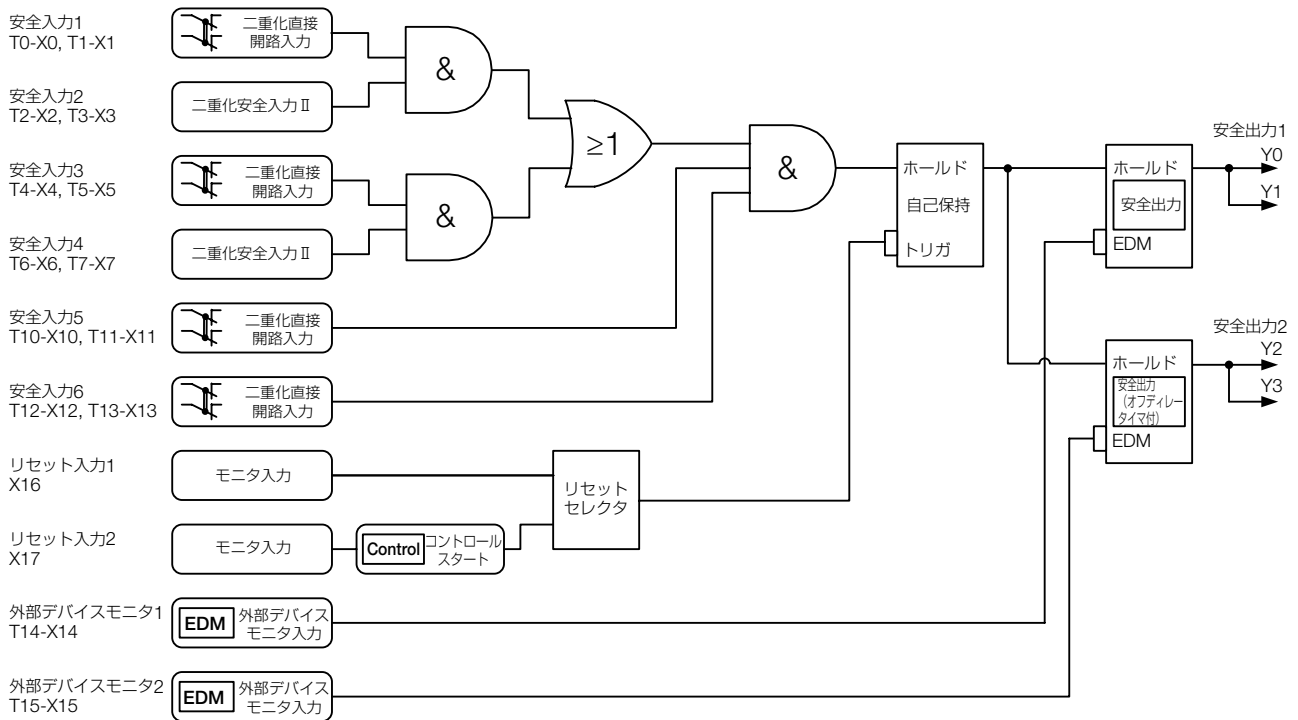 安全入力1
T0-X0, T1-X1
二重化直接
開路入力
&
安全入力2
T2-X2, T3-X3
二重化安全入力Ⅱ
≥1
安全入力3
T4-X4, T5-X5
二重化直接
開路入力
&
安全入力4
T6-X6, T7-X7
二重化安全入力Ⅱ
安全入力5
T10-X10, T11-X11
二重化直接
開路入力
安全入力6
T12-X12, T13-X13
二重化直接
開路入力
&
ホールド
自己保持
トリガ
ホールド
安全出力
EDM
安全出力1
Y0
Y1
ホールド
安全出力
(オフディレー
タイマ付)
EDM
安全出力2
Y2
Y3
リセット入力1
X16
モニタ入力
リセット
セレクタ
リセット入力2
X17
モニタ入力
Control
コントロール
スタート
外部デバイスモニタ1
T14-X14
EDM
外部デバイス
モニタ入力
外部デバイスモニタ2
T15-X15
EDM
外部デバイス
モニタ入力